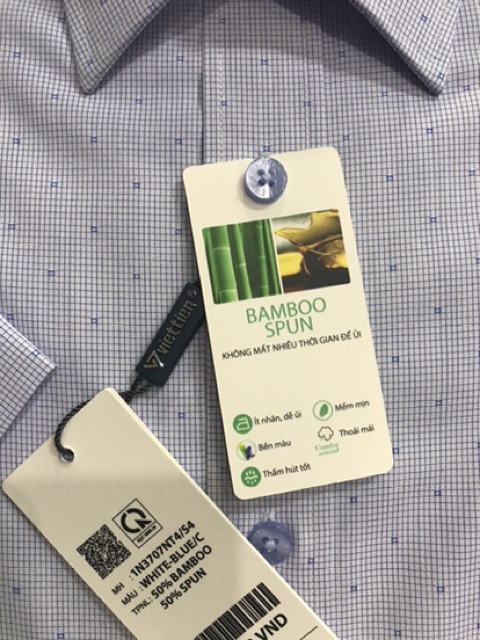 BAMBOO
SPUN
KHÔNG MẤT NHIỀU THỜI GIAN ĐỂ ỦI
Ít nhăn, dễ ủi
Mềm mịn
Bền màu
Thoải mái
Thấm hút tốt
viettien
MH : 1N3707NT4/S4
MÀU : WHITE-BLUE/C
TPNL: 50% BAMBOO
50% SPUN
VND